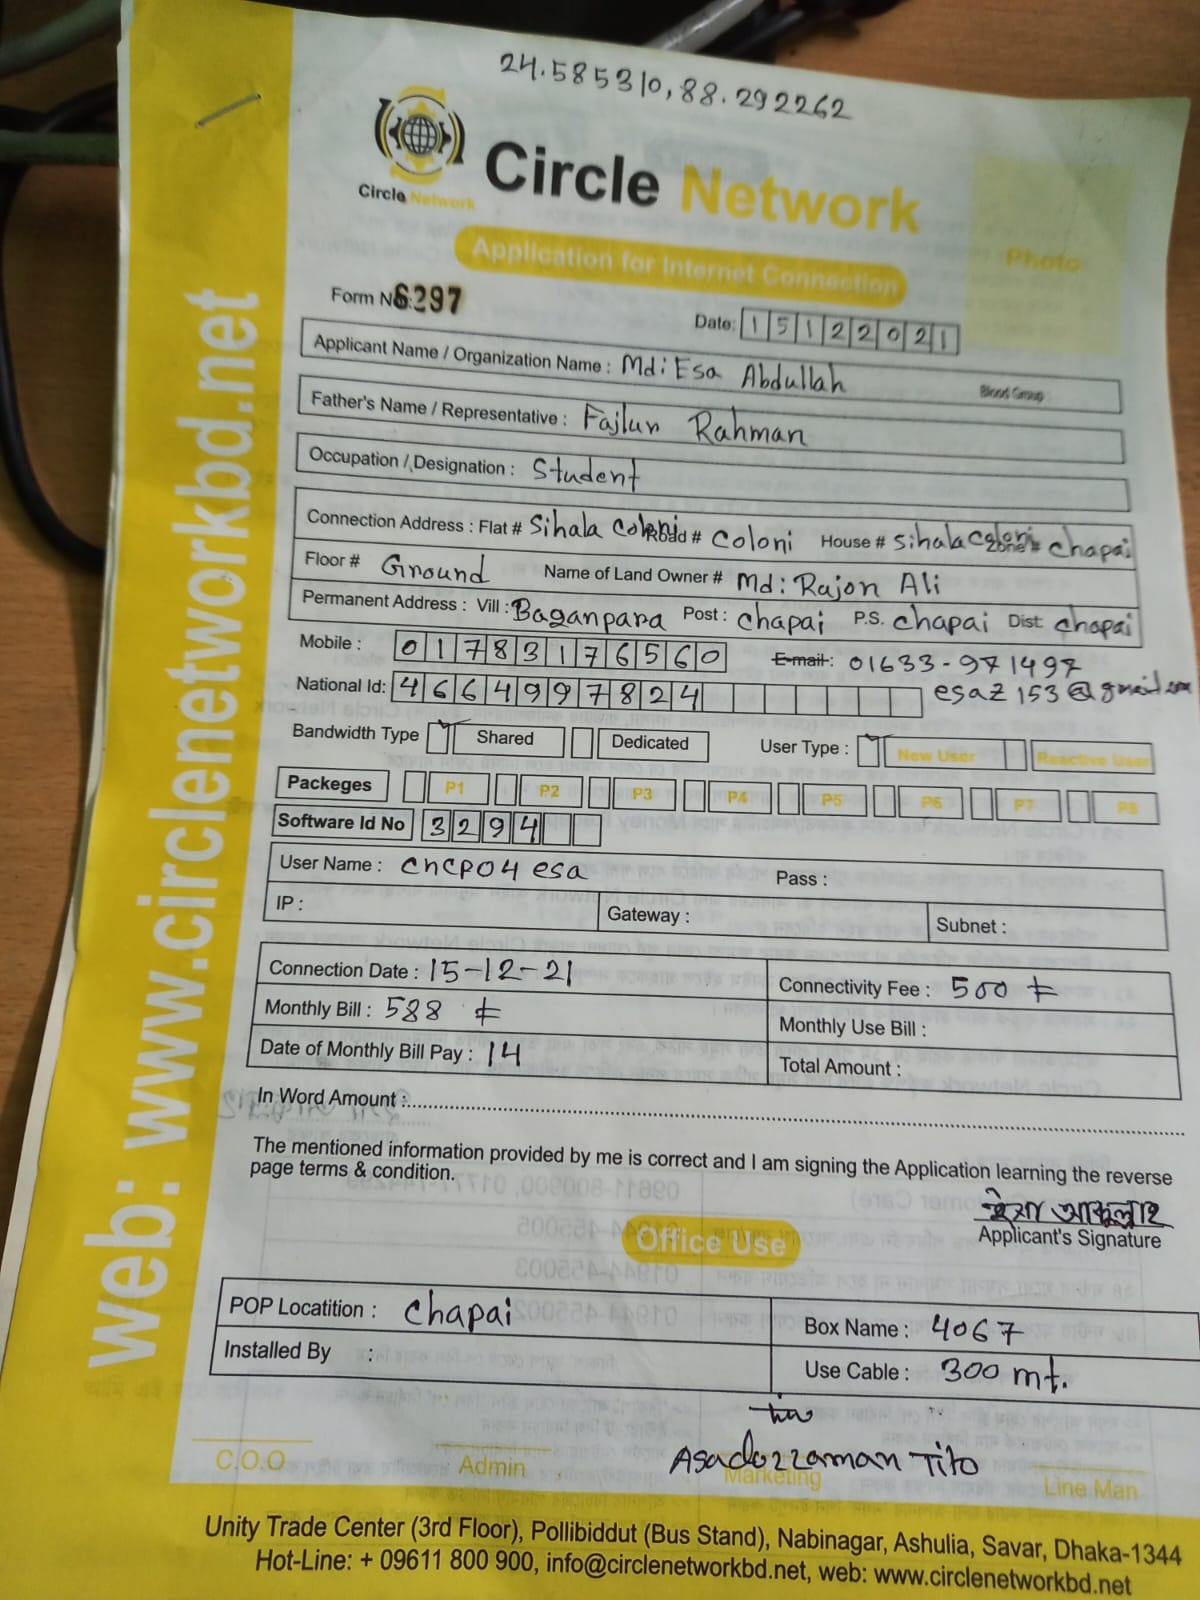 24.585310, 88.292262
Circle Network
Circle Network
Application for Internet Connection
Photo
Form No: 6297
Date: 15122021
Applicant Name / Organization Name : Md: Esa Abdullah Blood Group
Father's Name / Representative : Fajlur Rahman
Occupation / Designation : Student
Connection Address : Flat # Sihala Coloni Road # Coloni House # Sihala Coloni Zone # Chapai
Floor # Ground Name of Land Owner # Md: Rajon Ali
Permanent Address : Vill : Baganpara Post : Chapai P.S. Chapai Dist: Chapai
Mobile : 01783176560 E-mail: 01633-971497
National Id: 4664997824 esaz153@gmail.com
Bandwidth Type Shared Dedicated User Type : New User Reactive User
Packeges P1 P2 P3 P4 P5 P6 P7 P8
Software Id No 3294
User Name : cncp04 esa Pass :
IP : Gateway : Subnet :
Connection Date : 15-12-21 Connectivity Fee : 500 ৳
Monthly Bill : 588 ৳ Monthly Use Bill :
Date of Monthly Bill Pay : 14 Total Amount :
In Word Amount :
The mentioned information provided by me is correct and I am signing the Application learning the reverse
page terms & condition.
ইসা আব্দুল্লাহ
Applicant's Signature
Office Use
POP Locatition : Chapai Box Name : 4067
Installed By : Use Cable : 300 mt.
Asadozzaman Tito
C.O.O Admin Marketing Line Man
Unity Trade Center (3rd Floor), Pollibiddut (Bus Stand), Nabinagar, Ashulia, Savar, Dhaka-1344
Hot-Line: + 09611 800 900, info@circlenetworkbd.net, web: www.circlenetworkbd.net
web: www.circlenetworkbd.net